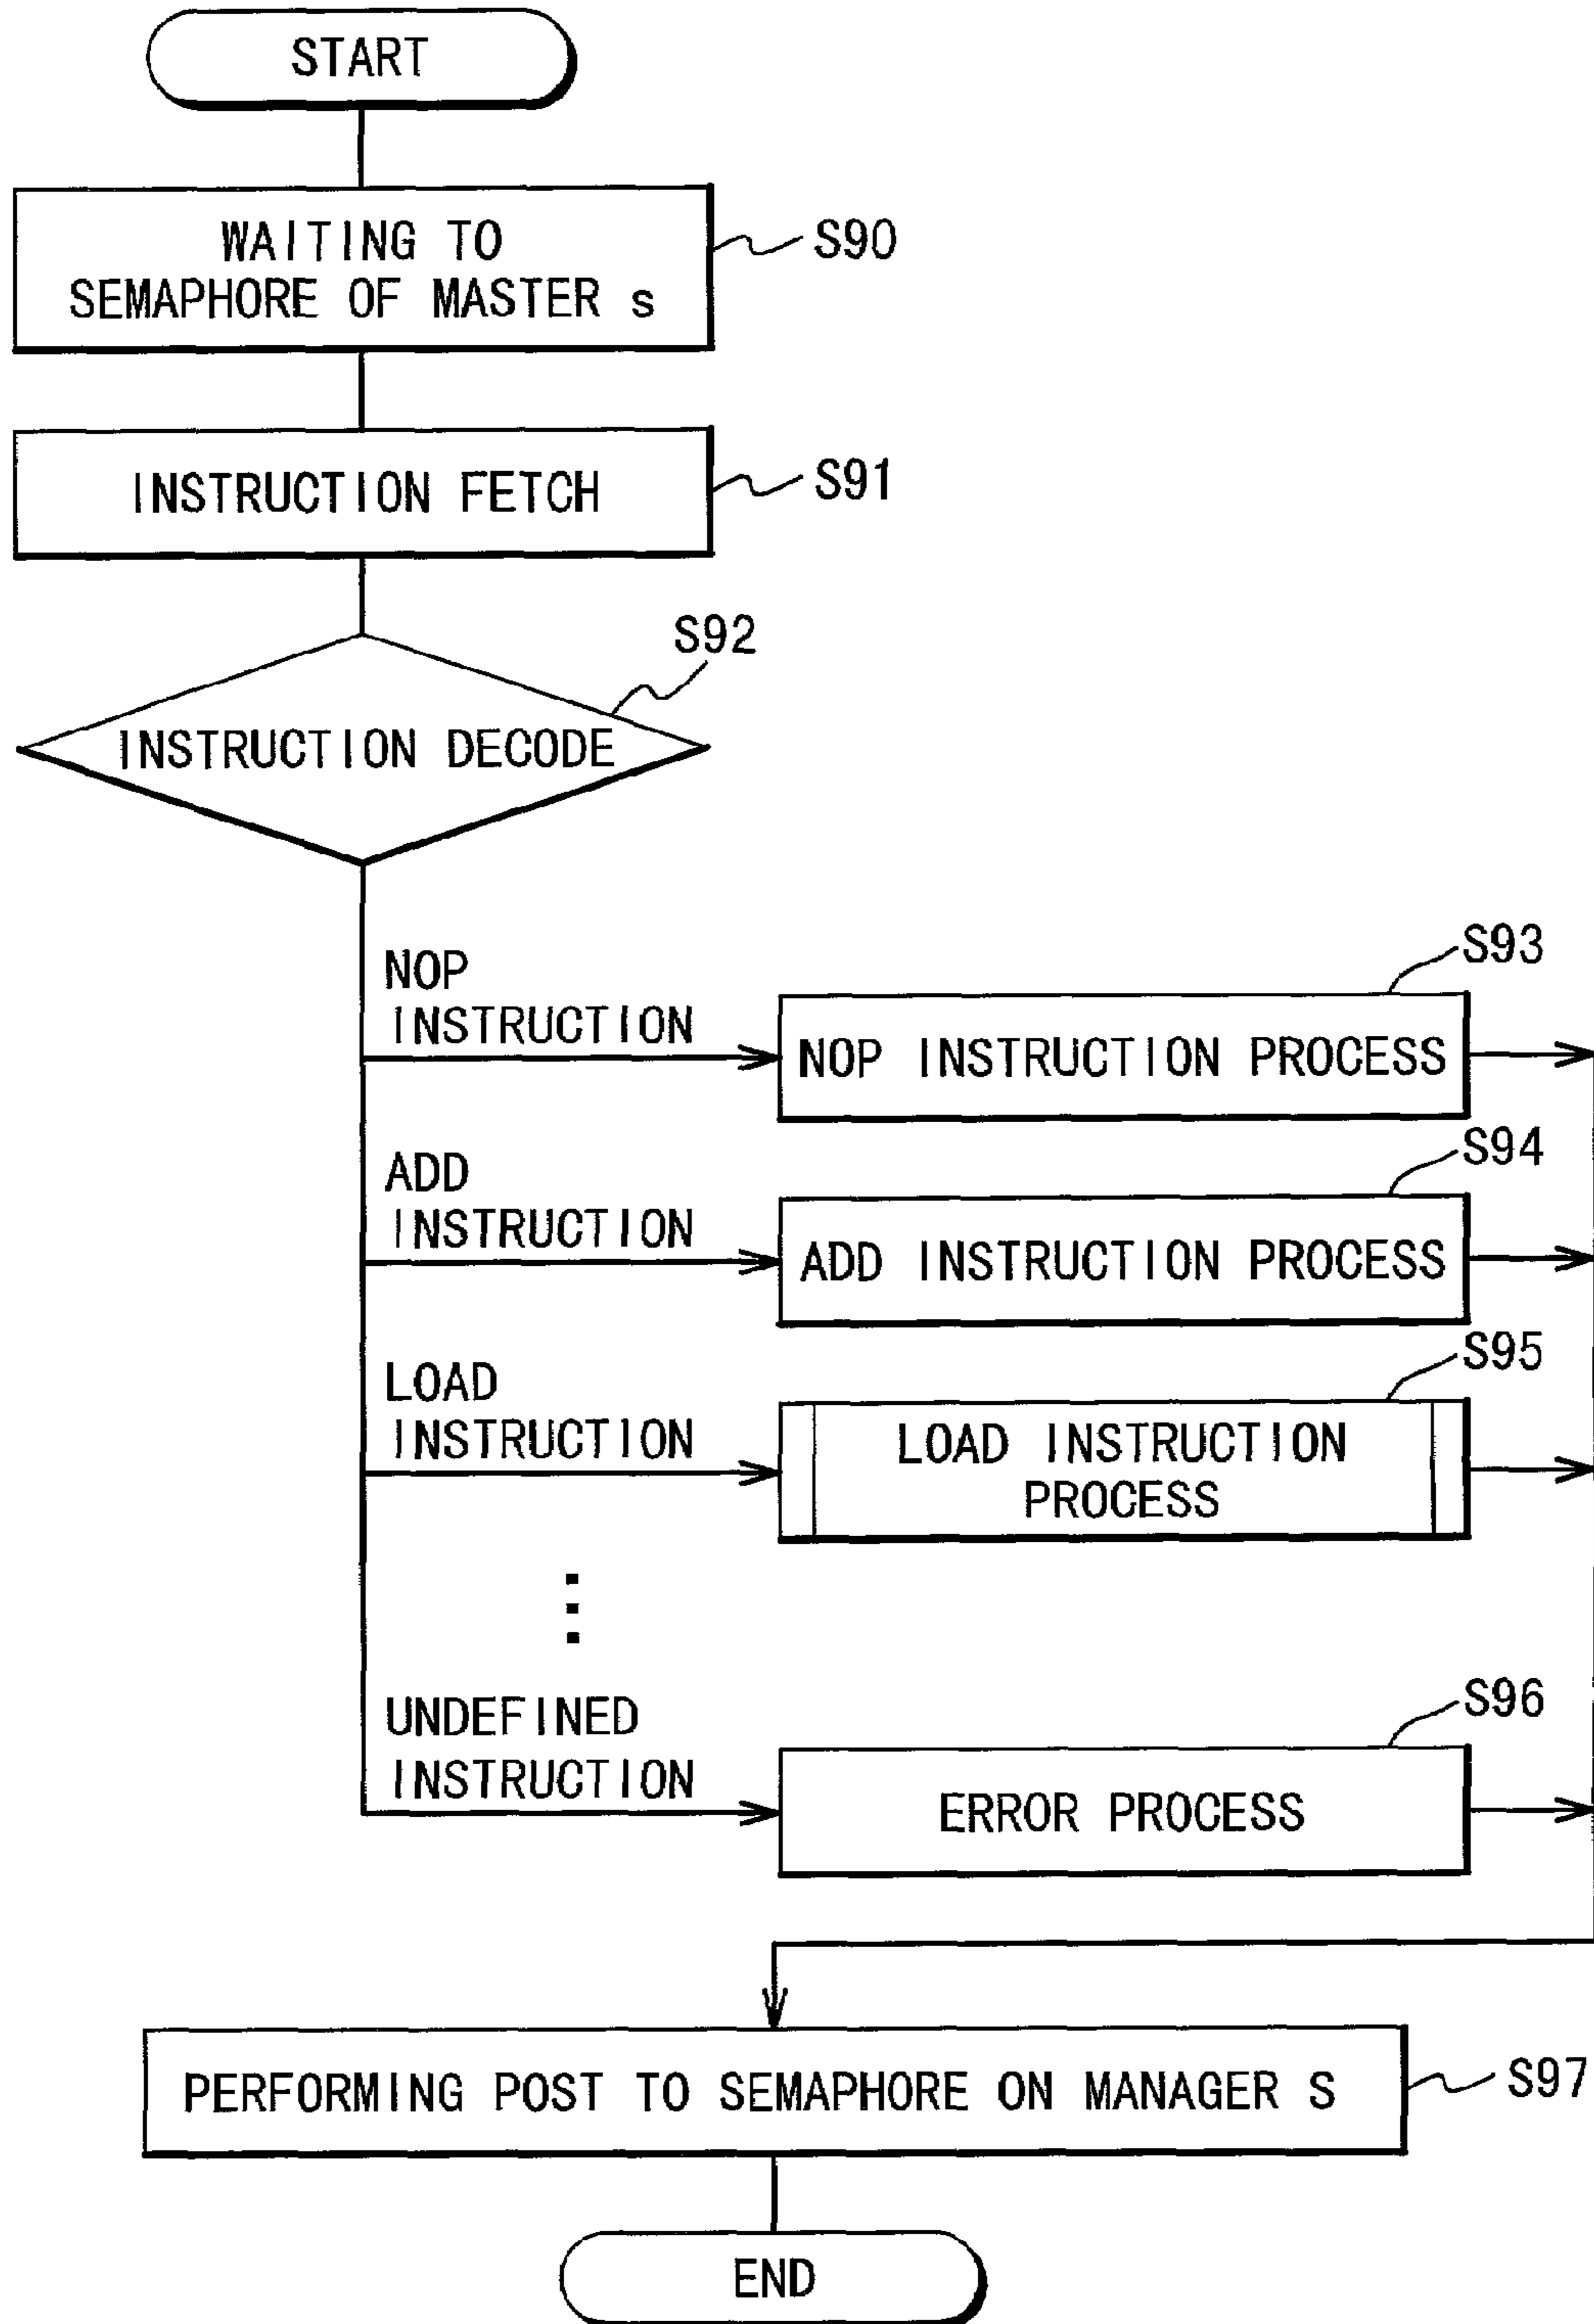 START
WAITING TO
SEMAPHORE OF MASTER s
S90
INSTRUCTION FETCH
S91
S92
INSTRUCTION DECODE
NOP
INSTRUCTION
S93
NOP INSTRUCTION PROCESS
ADD
INSTRUCTION
S94
ADD INSTRUCTION PROCESS
LOAD
INSTRUCTION
S95
LOAD INSTRUCTION
PROCESS
UNDEFINED
INSTRUCTION
S96
ERROR PROCESS
PERFORMING POST TO SEMAPHORE ON MANAGER S
S97
END